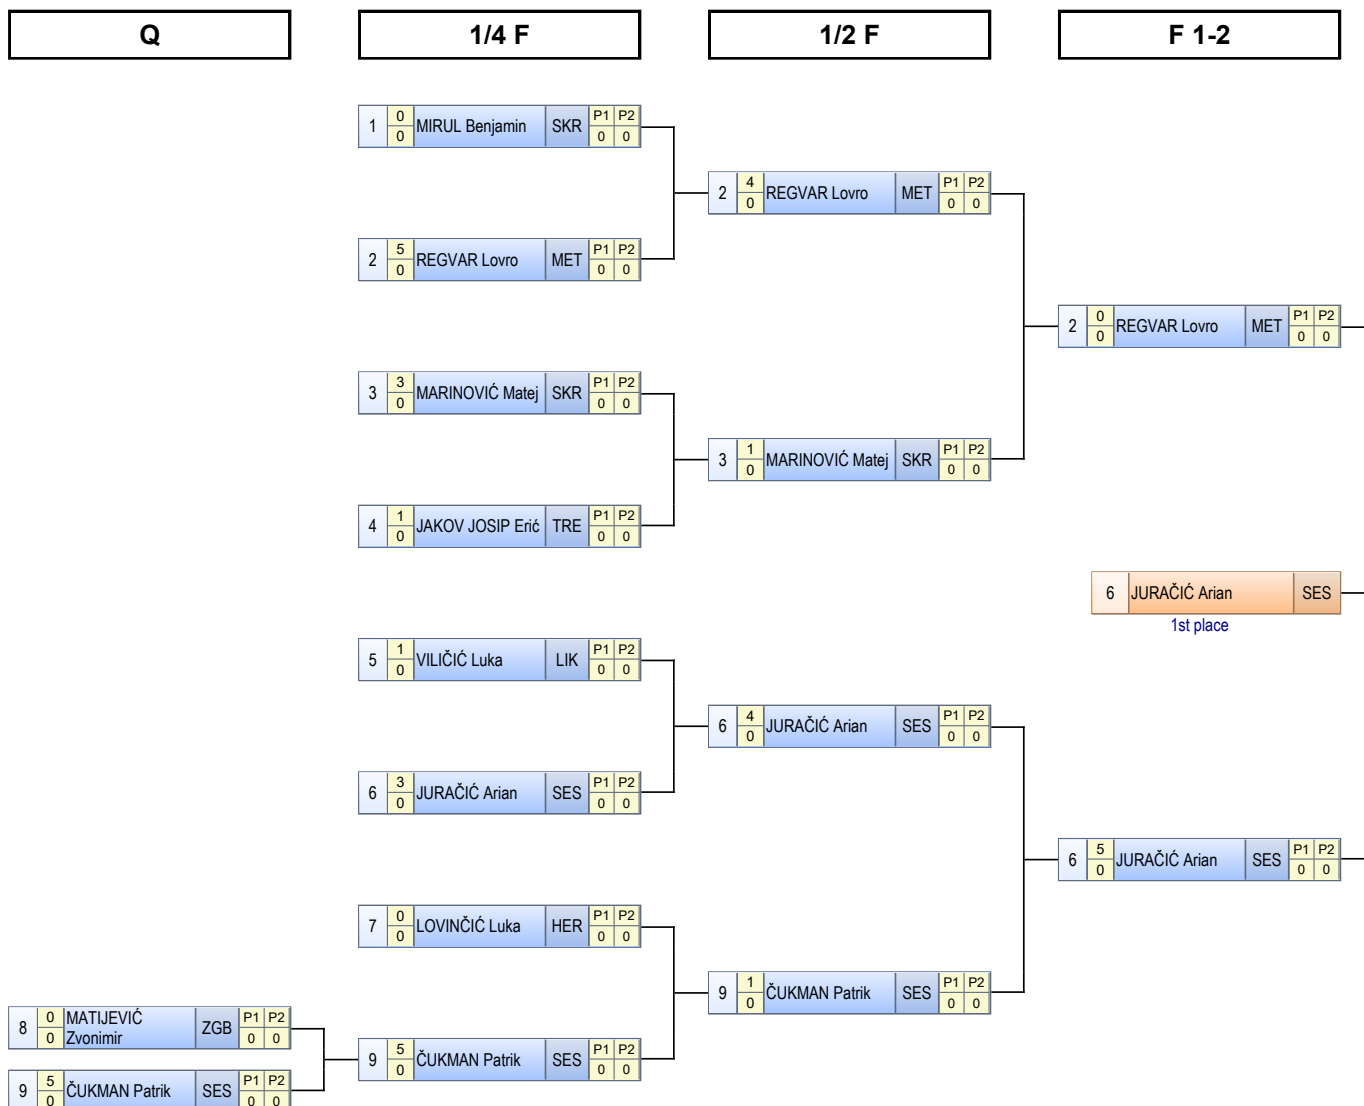 Q 1/4 F 1/2 F F 1-2
1 0 0 MIRUL Benjamin SKR P1 P2 0 0
2 4 0 REGVAR Lovro MET P1 P2 0 0
2 5 0 REGVAR Lovro MET P1 P2 0 0
2 0 0 REGVAR Lovro MET P1 P2 0 0
3 3 0 MARINOVIĆ Matej SKR P1 P2 0 0
3 1 0 MARINOVIĆ Matej SKR P1 P2 0 0
4 1 0 JAKOV JOSIP Erić TRE P1 P2 0 0
6 JURAČIĆ Arian SES
1st place
5 1 0 VILIČIĆ Luka LIK P1 P2 0 0
6 4 0 JURAČIĆ Arian SES P1 P2 0 0
6 3 0 JURAČIĆ Arian SES P1 P2 0 0
6 5 0 JURAČIĆ Arian SES P1 P2 0 0
7 0 0 LOVINČIĆ Luka HER P1 P2 0 0
9 1 0 ČUKMAN Patrik SES P1 P2 0 0
8 0 0 MATIJEVIĆ Zvonimir ZGB P1 P2 0 0
9 5 0 ČUKMAN Patrik SES P1 P2 0 0
9 5 0 ČUKMAN Patrik SES P1 P2 0 0